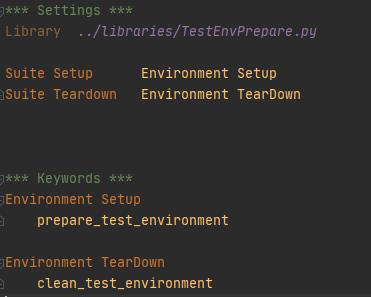 *** Settings ***
Library  ../libraries/TestEnvPrepare.py
Suite Setup      Environment Setup
Suite Teardown   Environment TearDown
*** Keywords ***
Environment Setup
    prepare_test_environment
Environment TearDown
    clean_test_environment